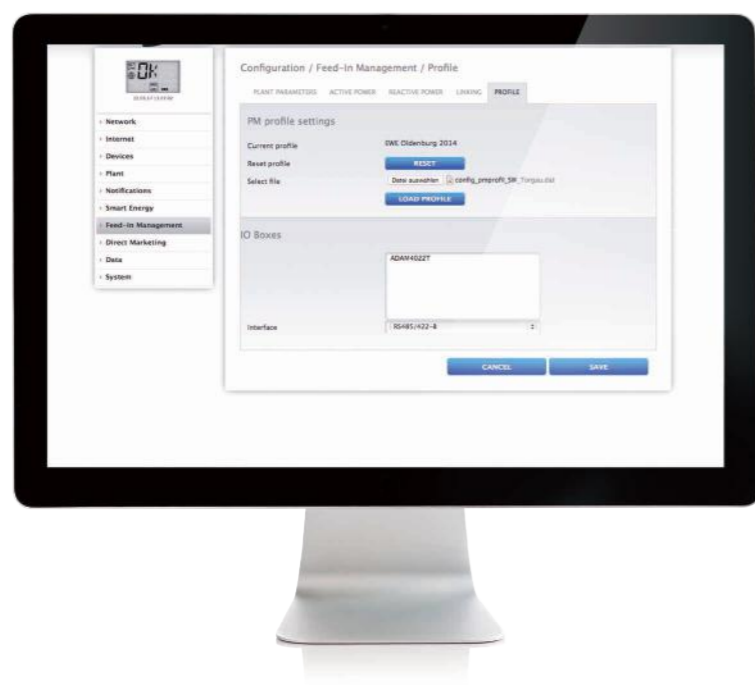 OK
Network
Internet
Devices
Plant
Notifications
Smart Energy
Feed-In Management
Direct Marketing
Data
System
Configuration / Feed-In Management / Profile
PLANT PARAMETERS ACTIVE POWER REACTIVE POWER LINKING PROFILE
PM profile settings
Current profile EWE Oldenburg 2014
Reset profile RESET
Select file Datei auswählen config_pmprofil_SW_Torgau.dat
LOAD PROFILE
IO Boxes
ADAM4022T
Interface RS485/422-B
CANCEL SAVE